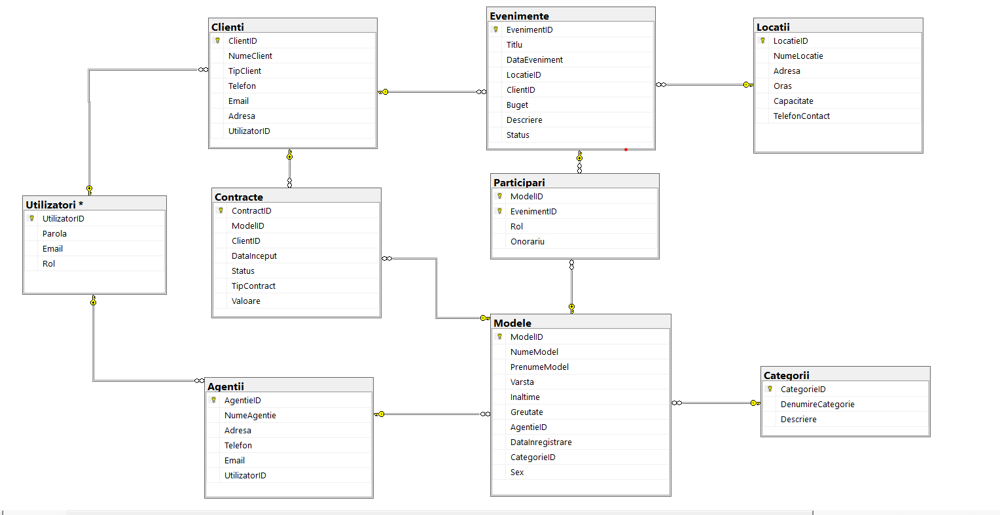 Clienti
ClientID
NumeClient
TipClient
Telefon
Email
Adresa
UtilizatorID
Evenimente
EvenimentID
Titlu
DataEveniment
LocatieID
ClientID
Buget
Descriere
Status
Locatii
LocatieID
NumeLocatie
Adresa
Oras
Capacitate
TelefonContact
Utilizatori *
UtilizatorID
Parola
Email
Rol
Contracte
ContractID
ModelID
ClientID
DataInceput
Status
TipContract
Valoare
Participari
ModelID
EvenimentID
Rol
Onorariu
Agentii
AgentieID
NumeAgentie
Adresa
Telefon
Email
UtilizatorID
Modele
ModelID
NumeModel
PrenumeModel
Varsta
Inaltime
Greutate
AgentieID
DataInregistrare
CategorieID
Sex
Categorii
CategorieID
DenumireCategorie
Descriere